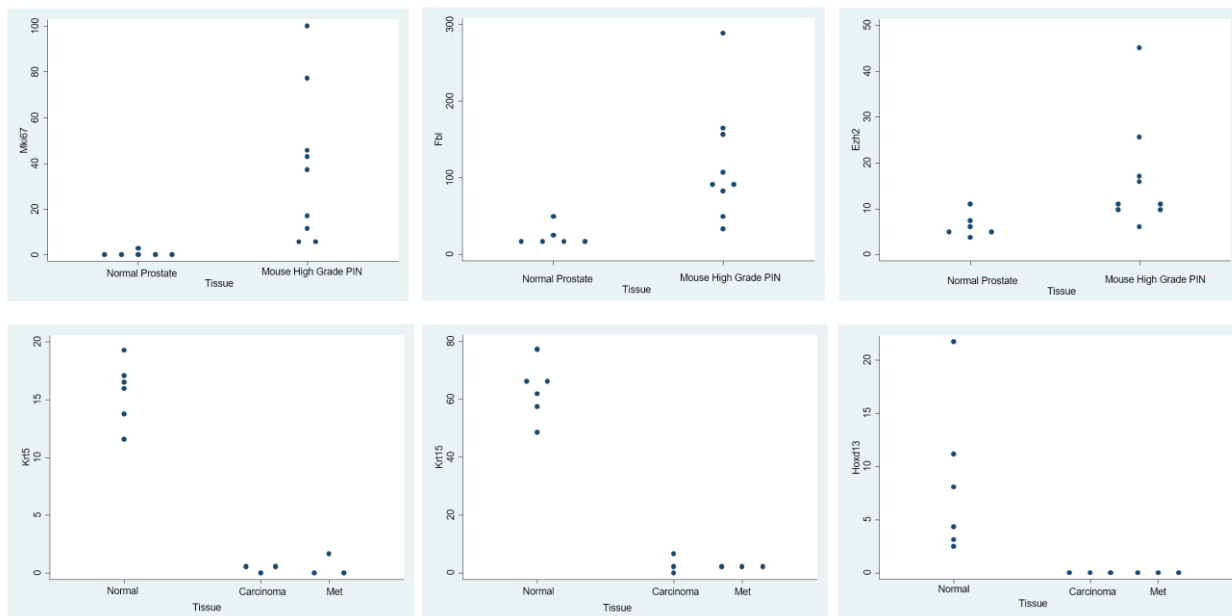 Mki67
100
80
60
40
20
0
Normal Prostate
Mouse High Grade PIN
Tissue
Fbl
300
200
100
0
Normal Prostate
Mouse High Grade PIN
Tissue
Ezh2
50
40
30
20
10
0
Normal Prostate
Mouse High Grade PIN
Tissue
Krt5
20
15
10
5
0
Normal
Carcinoma
Met
Tissue
Krt15
80
60
40
20
0
Normal
Carcinoma
Met
Tissue
Hoxd13
20
15
10
5
0
Normal
Carcinoma
Met
Tissue